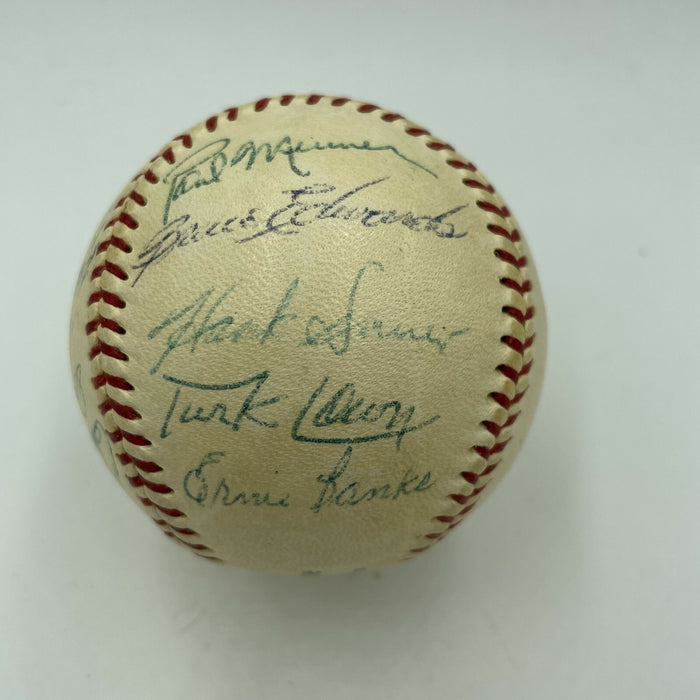 Paul Minner
Bruce Edwards
Hank Sauer
Turk Lown
Ernie Banks